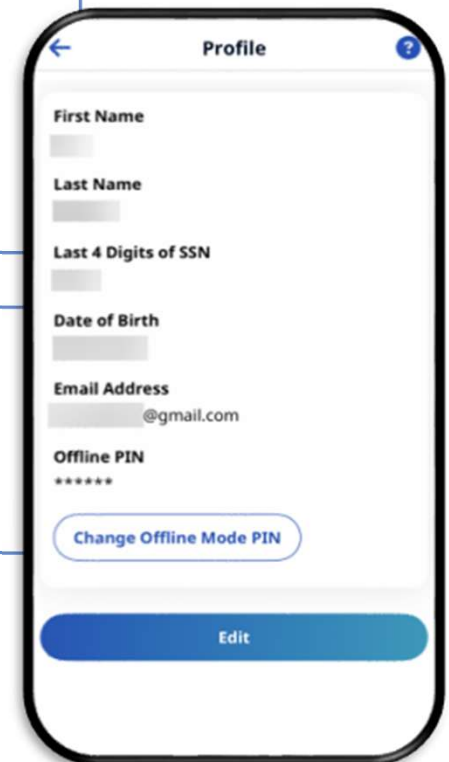 Profile
?
First Name
Last Name
Last 4 Digits of SSN
Date of Birth
Email Address
@gmail.com
Offline PIN
******
Change Offline Mode PIN
Edit